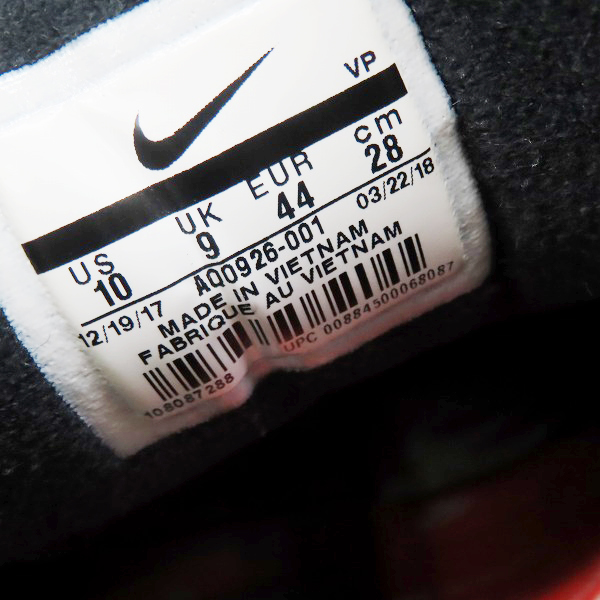 VP
US UK EUR cm
10 9 44 28
12/19/17 AQ0926-001 03/22/18
MADE IN VIETNAM
FABRIQUE AU VIETNAM
108087288 UPC 00884500068087